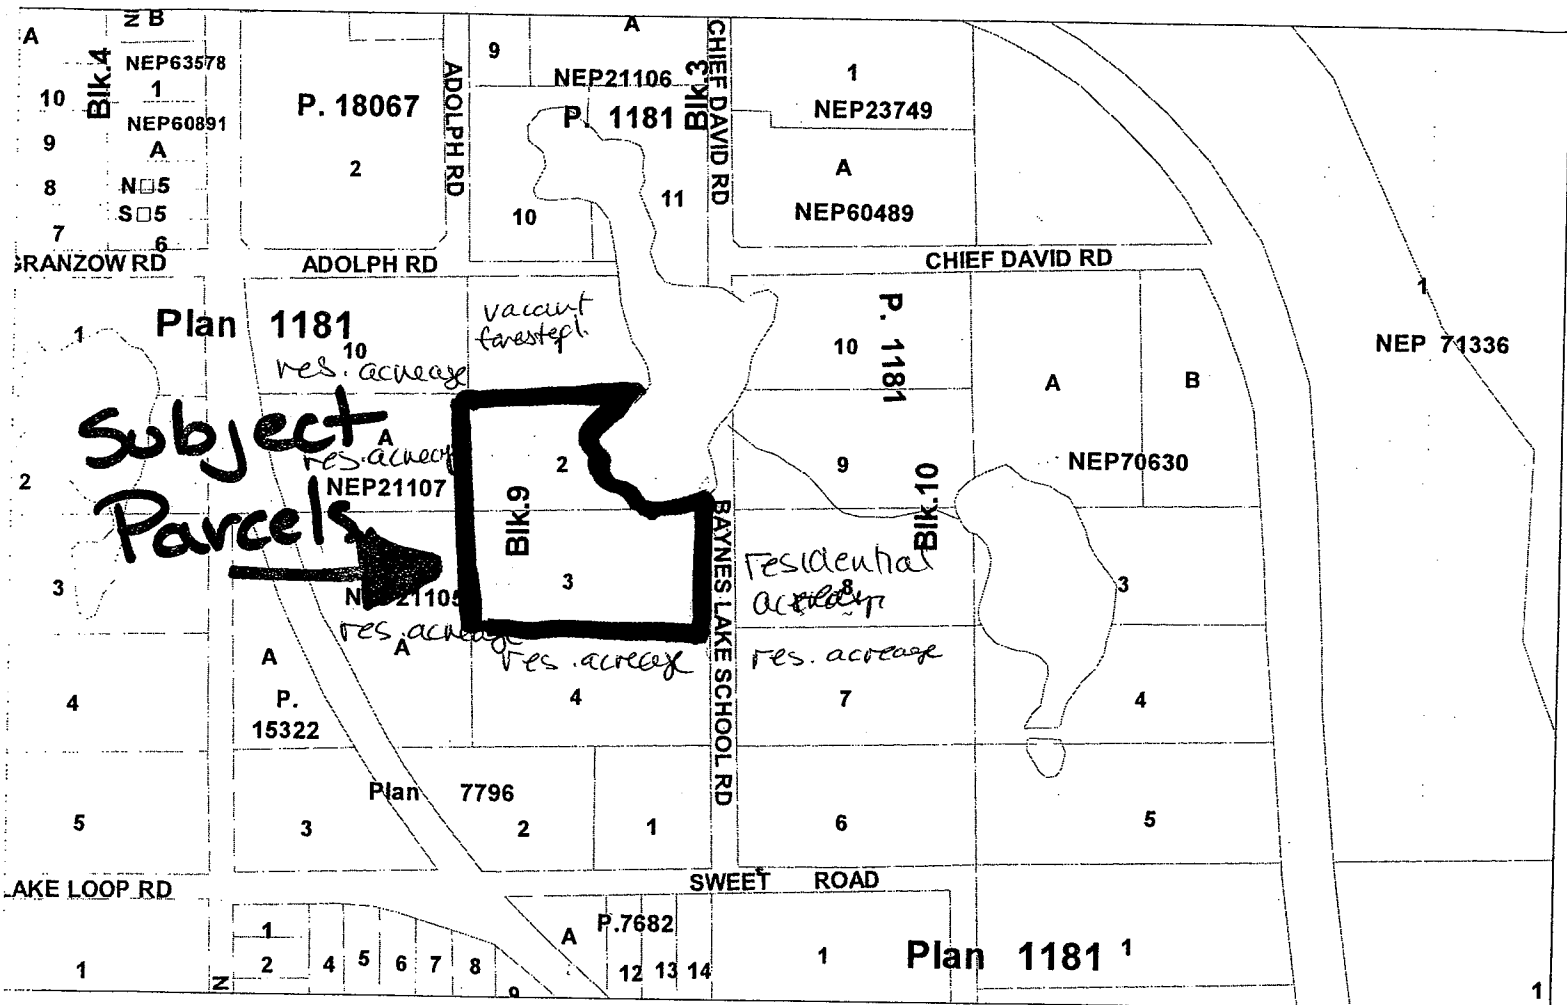 A
N B
A
9
CHIEF DAVID RD
Blk.4
NEP63578
1
10
NEP60891
ADOLPH RD
P. 18067
NEP21106
P. 1181
Blk.3
1
NEP23749
9
A
2
A
8
N□5
S□5
10
11
NEP60489
7
6
GRANZOW RD
ADOLPH RD
CHIEF DAVID RD
1
1
Plan 1181
10
res. acreage
vacant
forested
10
P. 1181
NEP 71336
A
B
Subject
Parcels
A
res. acreage
NEP21107
2
2
9
NEP70630
Blk.9
Blk.10
BAYNES LAKE SCHOOL RD
3
3
residential
8
3
NEP21105
res. acreage
A
res. acreage
res. acreage
A
P.
15322
4
4
7
4
Plan 7796
5
3
2
1
6
5
LAKE LOOP RD
SWEET ROAD
1
2
4
5
6
7
8
9
A
P.7682
12
13
14
1
Plan 1181
1
1
N
1